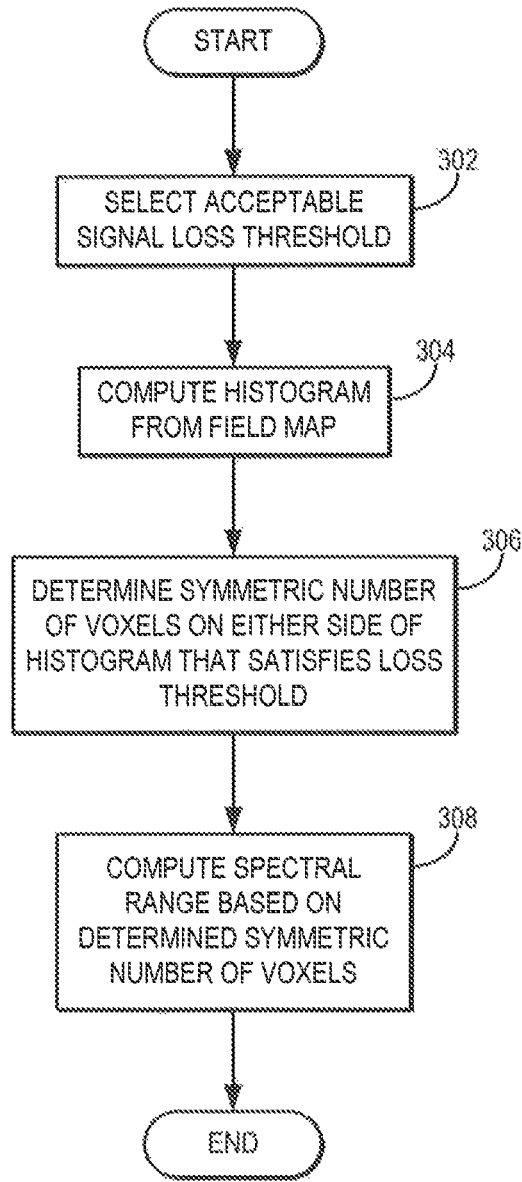 START
302
SELECT ACCEPTABLE
SIGNAL LOSS THRESHOLD
304
COMPUTE HISTOGRAM
FROM FIELD MAP
306
DETERMINE SYMMETRIC NUMBER
OF VOXELS ON EITHER SIDE OF
HISTOGRAM THAT SATISFIES LOSS
THRESHOLD
308
COMPUTE SPECTRAL
RANGE BASED ON
DETERMINED SYMMETRIC
NUMBER OF VOXELS
END